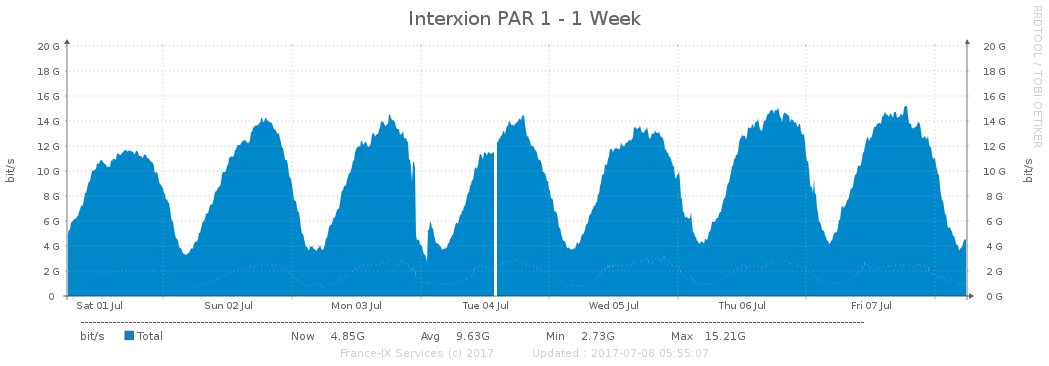 Interxion PAR 1 - 1 Week
RRDTOOL / TOBI OETIKER
20 G 20 G
18 G 18 G
16 G 16 G
14 G 14 G
12 G 12 G
10 G 10 G
8 G 8 G
6 G 6 G
4 G 4 G
2 G 2 G
0 0 G
bit/s bit/s
Sat 01 Jul Sun 02 Jul Mon 03 Jul Tue 04 Jul Wed 05 Jul Thu 06 Jul Fri 07 Jul
bit/s Total Now 4.85G Avg 9.63G Min 2.73G Max 15.21G
France-IX Services (c) 2017 Updated : 2017-07-08 05:55:07